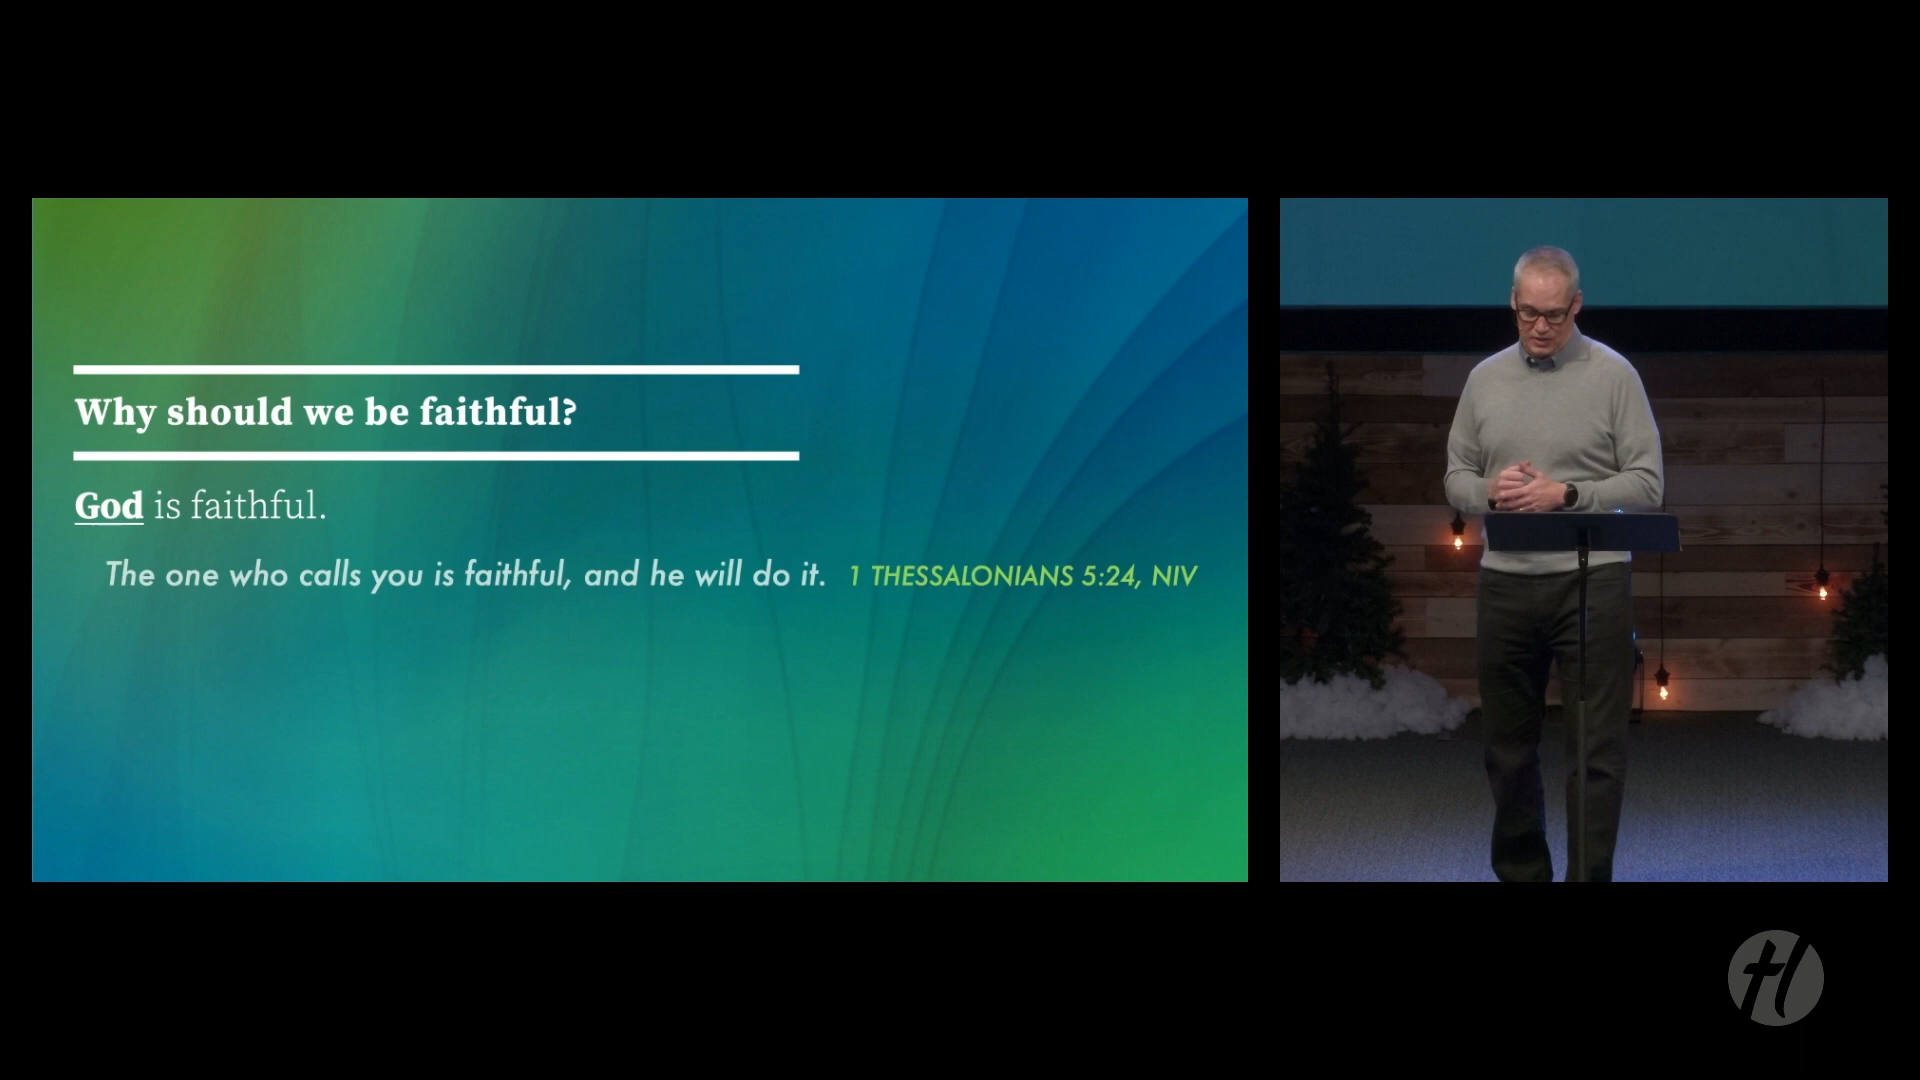 Why should we be faithful?
God is faithful.
The one who calls you is faithful, and he will do it. 1 THESSALONIANS 5:24, NIV